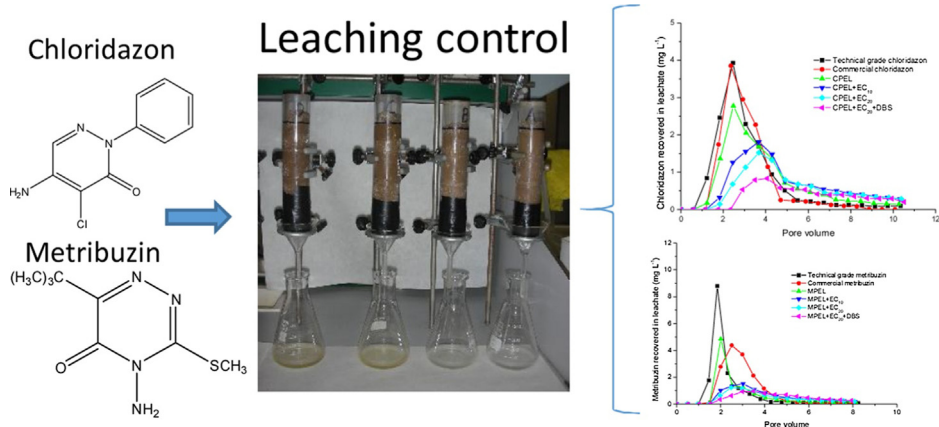 Chloridazon
N
N
H₂N
O
Cl
Metribuzin
(H₃C)₃C
N
N
O
N
SCH₃
NH₂
Leaching control
Chloridazon recovered in leachate (mg L⁻¹)
5
4
3
2
1
0
Technical grade chloridazon
Commercial chloridazon
CPEL
CPEL+EC₁₀
CPEL+EC₂₀
CPEL+EC₂₀+DBS
0 2 4 6 8 10
Pore volume
Metribuzin recovered in leachate (mg L⁻¹)
12
10
8
6
4
2
0
Technical grade metribuzin
Commercial metribuzin
MPEL
MPEL+EC₁₀
MPEL+EC₂₀
MPEL+EC₂₀+DBS
0 2 4 6 8 10
Pore volume